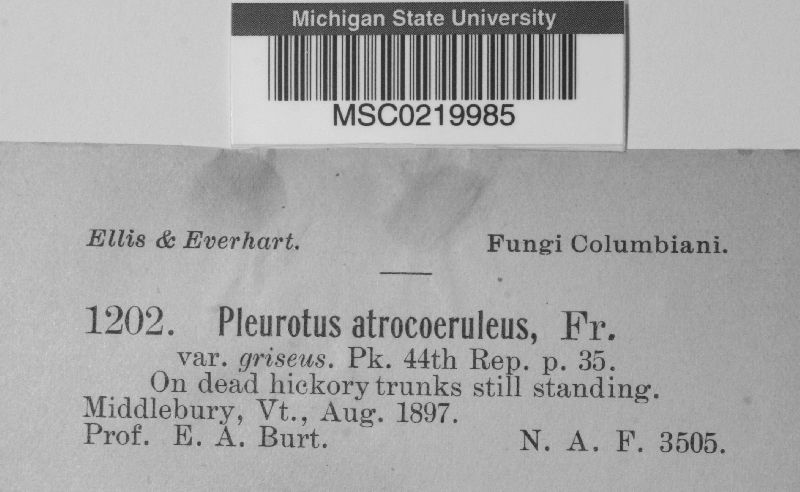 Michigan State University
MSC0219985
Ellis & Everhart. Fungi Columbiani.
1202. Pleurotus atrocoeruleus, Fr.
var. griseus. Pk. 44th Rep. p. 35.
On dead hickory trunks still standing.
Middlebury, Vt., Aug. 1897.
Prof. E. A. Burt. N. A. F. 3505.